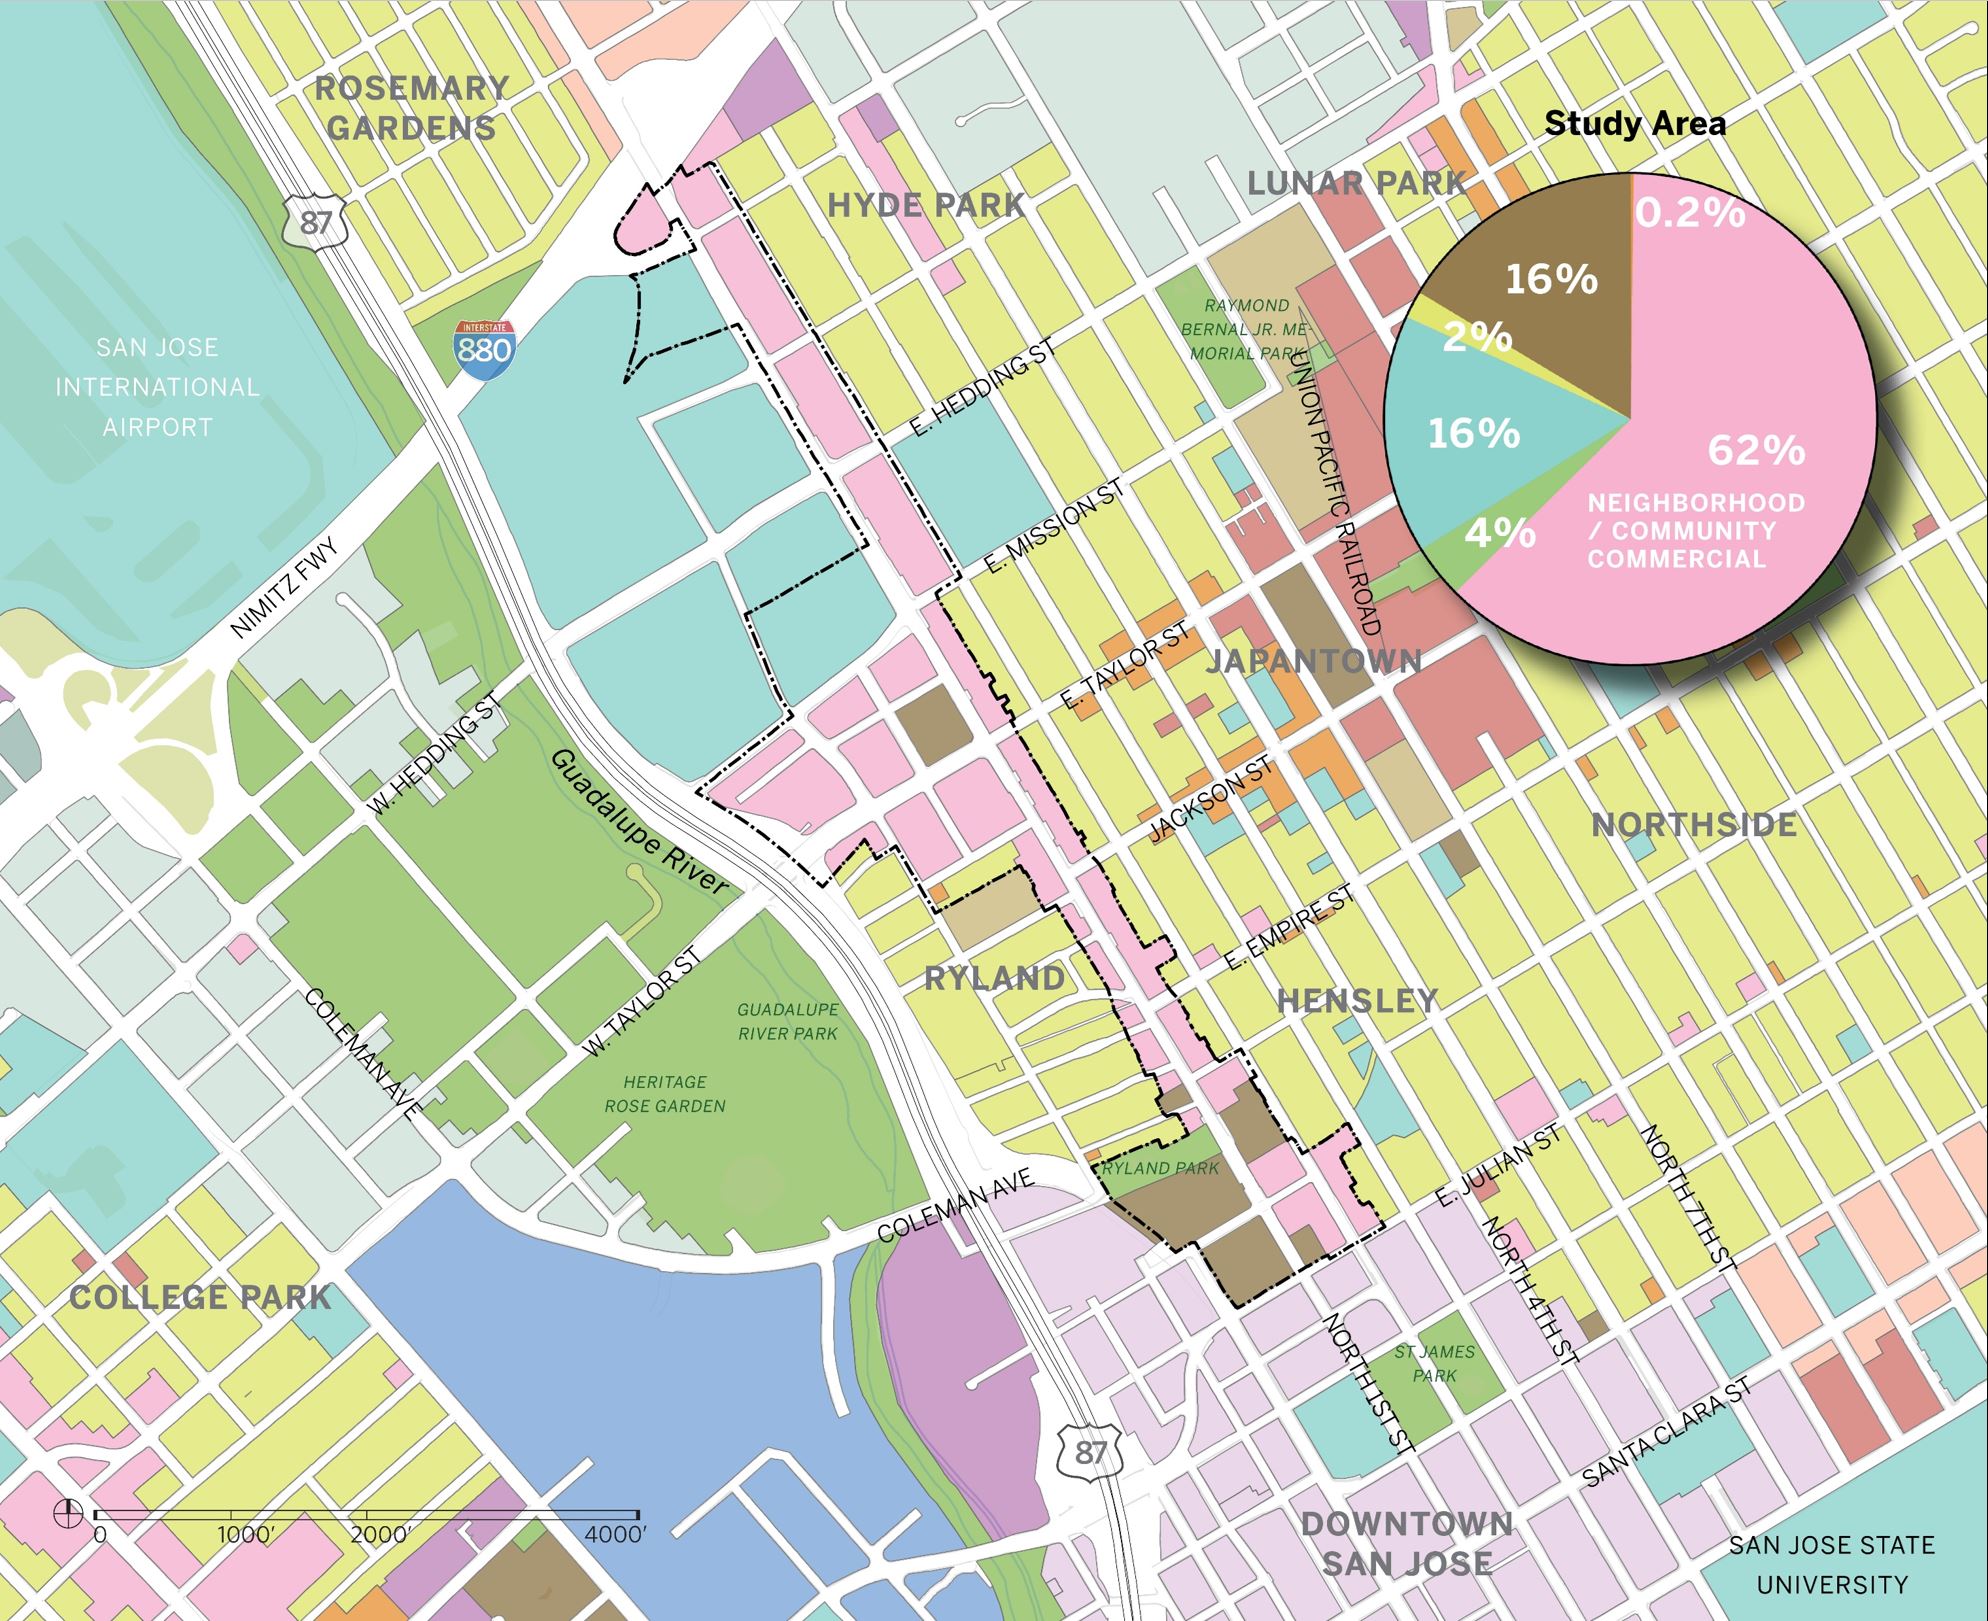 ROSEMARY
GARDENS
Study Area
LUNAR PARK
HYDE PARK
0.2%
87
16%
RAYMOND
BERNAL JR. ME-
MORIAL PARK
2%
INTERSTATE
880
SAN JOSE
INTERNATIONAL
AIRPORT
E. HEDDING ST
UNION PACIFIC RAILROAD
16%
62%
NEIGHBORHOOD
/ COMMUNITY
COMMERCIAL
4%
E. MISSION ST
NIMITZ FWY
E. TAYLOR ST
JAPANTOWN
W. HEDDING ST
Guadalupe River
JACKSON ST
NORTHSIDE
E. EMPIRE ST
RYLAND
HENSLEY
COLEMAN AVE
W. TAYLOR ST
GUADALUPE
RIVER PARK
HERITAGE
ROSE GARDEN
RYLAND PARK
E. JULIAN ST
NORTH 7TH ST
COLEMAN AVE
NORTH 4TH ST
COLLEGE PARK
NORTH 1ST ST
ST JAMES
PARK
SANTA CLARA ST
87
0 1000' 2000' 4000'
DOWNTOWN
SAN JOSE
SAN JOSE STATE
UNIVERSITY